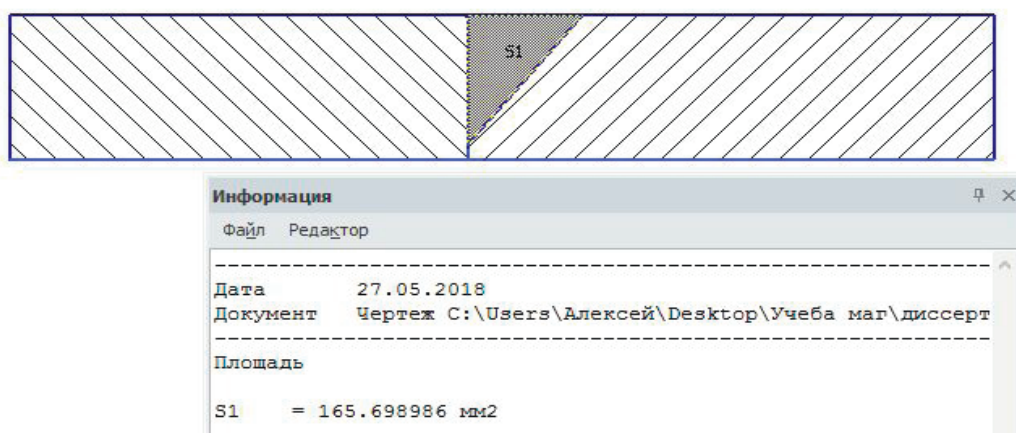 S1
Информация
Файл Редактор
--------------------------------------------------------------
Дата 27.05.2018
Документ Чертеж C:\Users\Алексей\Desktop\Учеба маг\диссерт
--------------------------------------------------------------
Площадь
S1 = 165.698986 мм2